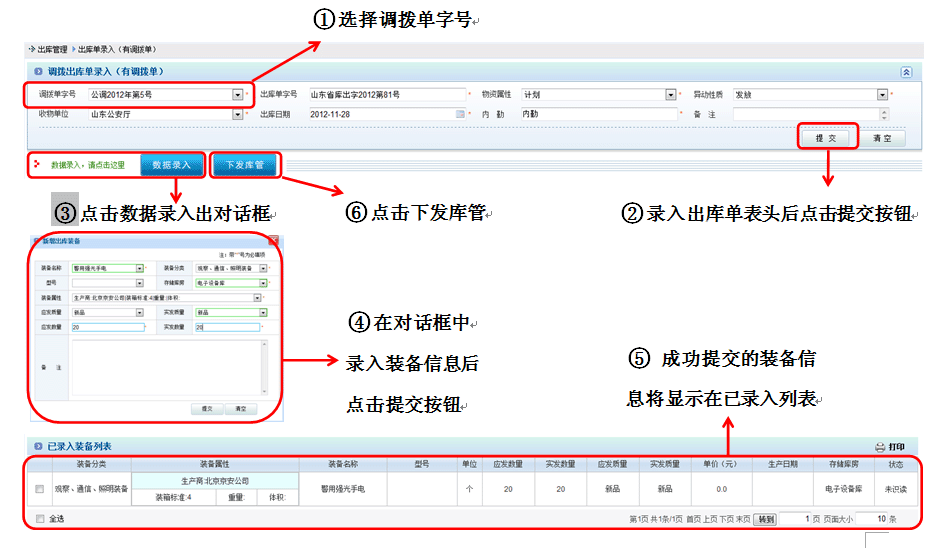 ①选择调拨单字号
出库管理 出库单录入（有调拨单）
调拨出库单录入（有调拨单）
调拨单字号 公调2012年第5号 * 出库单字号 山东省库出字2012第81号 * 物资属性 计划 * 异动性质 发放 *
收物单位 山东公安厅 * 出库日期 2012-11-28 * 内 勤 内勤 * 备 注
提 交 清 空
数据录入，请点击这里 数据录入 下发库管
③点击数据录入出对话框 ⑥点击下发库管 ②录入出库单表头后点击提交按钮
新增出库装备
注：带"*"号为必填项
装备名称 警用强光手电 * 装备分类 观察、通信、照明装备 *
型号 存储库房 电子设备库 *
装备属性 生产商:北京京安公司|装箱标准:4|重量:|体积: *
应发质量 新品 实发质量 新品
应发数量 20 * 实发数量 20 *
备 注
提交 清空
④在对话框中
录入装备信息后
点击提交按钮
⑤ 成功提交的装备信
息将显示在已录入列表
已录入装备列表 打印
装备分类 装备属性 装备名称 型号 单位 应发数量 实发数量 应发质量 实发质量 单价（元） 生产日期 存储库房 状态
观察、通信、照明装备 生产商:北京京安公司 警用强光手电 个 20 20 新品 新品 0.0 电子设备库 未识读
装箱标准:4 重量: 体积:
全选 第1页 共1条/1页 首页 上页 下页 末页 转到 1 页 页面大小 10 条